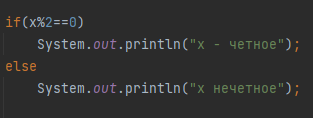 if(x%2==0)
    System.out.println("x - четное");
else
    System.out.println("x нечетное");